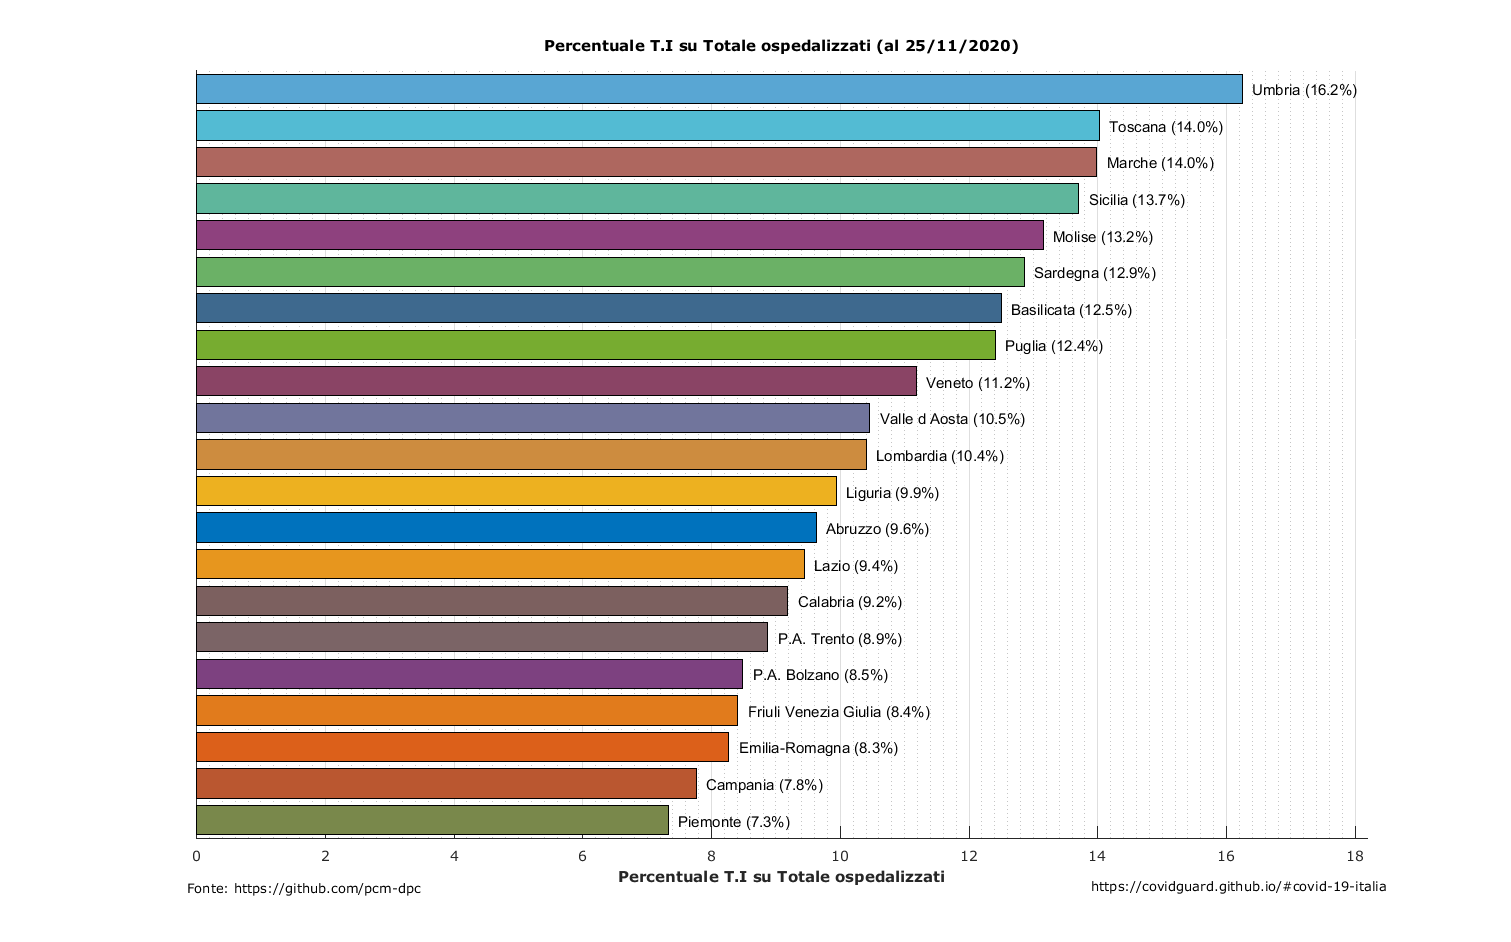 Percentuale T.I su Totale ospedalizzati (al 25/11/2020)
Umbria (16.2%)
Toscana (14.0%)
Marche (14.0%)
Sicilia (13.7%)
Molise (13.2%)
Sardegna (12.9%)
Basilicata (12.5%)
Puglia (12.4%)
Veneto (11.2%)
Valle d Aosta (10.5%)
Lombardia (10.4%)
Liguria (9.9%)
Abruzzo (9.6%)
Lazio (9.4%)
Calabria (9.2%)
P.A. Trento (8.9%)
P.A. Bolzano (8.5%)
Friuli Venezia Giulia (8.4%)
Emilia-Romagna (8.3%)
Campania (7.8%)
Piemonte (7.3%)
0 2 4 6 8 10 12 14 16 18
Percentuale T.I su Totale ospedalizzati
Fonte: https://github.com/pcm-dpc
https://covidguard.github.io/#covid-19-italia